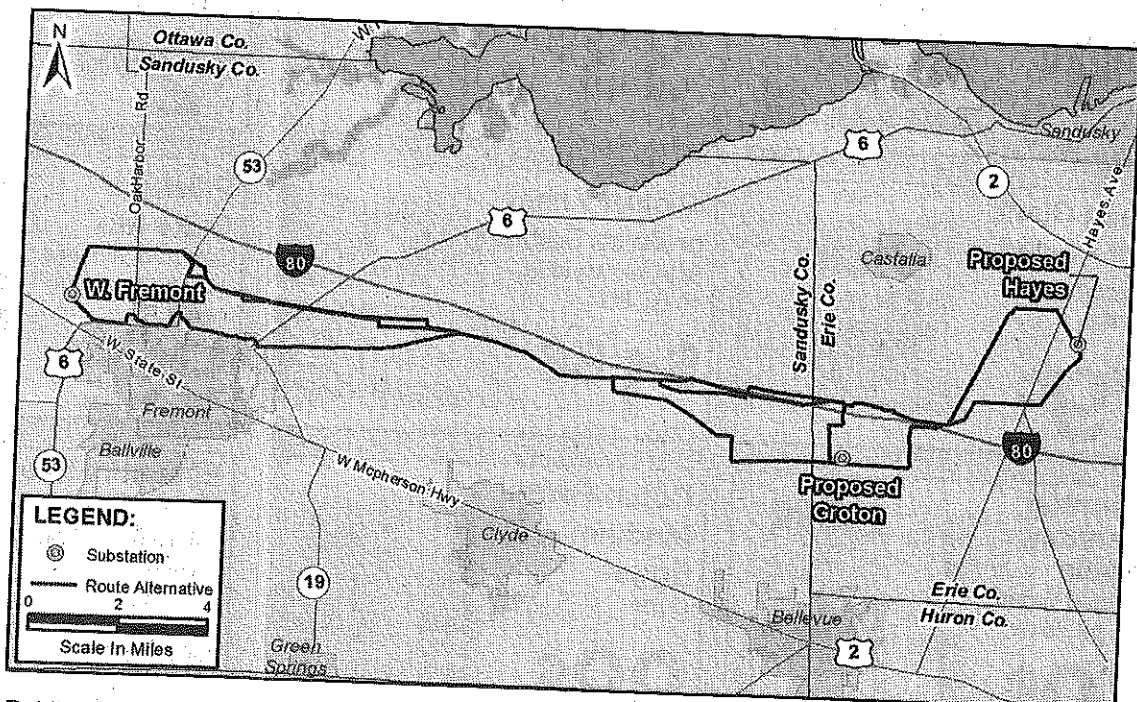 N
Ottawa Co.
Sandusky Co.
OakHarbor Rd
53
6
6
2
Sandusky
Hayes Ave
80
Castalia
Proposed
Hayes
W. Fremont
Sandusky Co.
Erie Co.
6
W. State St
Fremont
Ballville
53
W Mcpherson Hwy
80
Proposed
Groton
Clyde
19
Green
Springs
Bellevue
Erie Co.
Huron Co.
2
LEGEND:
Substation
Route Alternative
0 2 4
Scale In Miles